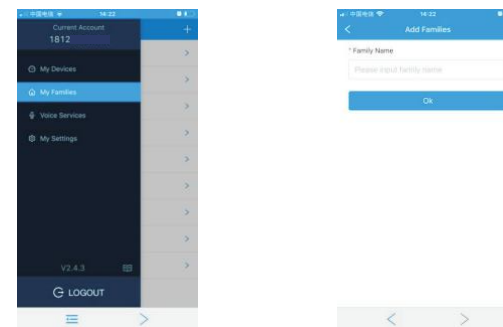 中国电信 14:22
Current Account
1812
My Devices
My Families
Voice Services
My Settings
V2.4.3
LOGOUT
中国电信 14:22
Add Families
* Family Name
Please input family name
Ok